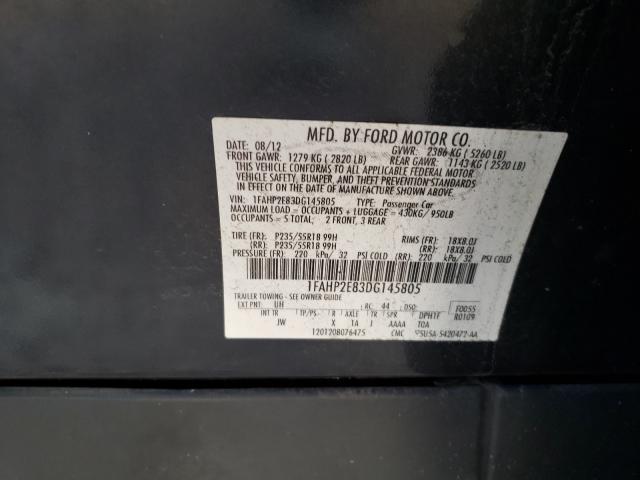 MFD. BY FORD MOTOR CO.
DATE: 08/12 GVWR: 2386 KG ( 5260 LB)
FRONT GAWR: 1279 KG ( 2820 LB) REAR GAWR: 1143 KG ( 2520 LB)
THIS VEHICLE CONFORMS TO ALL APPLICABLE FEDERAL MOTOR
VEHICLE SAFETY, BUMPER, AND THEFT PREVENTION STANDARDS
IN EFFECT ON THE DATE OF MANUFACTURE SHOWN ABOVE.
VIN: 1FAHP2E83DG145805 TYPE: Passenger Car
MAXIMUM LOAD = OCCUPANTS + LUGGAGE = 430KG/ 950LB
OCCUPANTS = 5 TOTAL, 2 FRONT, 3 REAR
TIRE (FR): P235/55R18 99H RIMS (FR): 18X8.0J
(RR): P235/55R18 99H (RR): 18X8.0J
PRESSURE (FR): 220 kPa/ 32 PSI COLD (RR): 220 kPa/ 32 PSI COLD
1FAHP2E83DG145805
TRAILER TOWING - SEE OWNER GUIDE
EXT PNT: UH RC: 44 DSO: F0055
INT TR TP/PS R AXLE TR SPR DPH1F R0109
JW X 1A J AAAA TQA
1201208076475 CMC 5U5A-5420472-AA